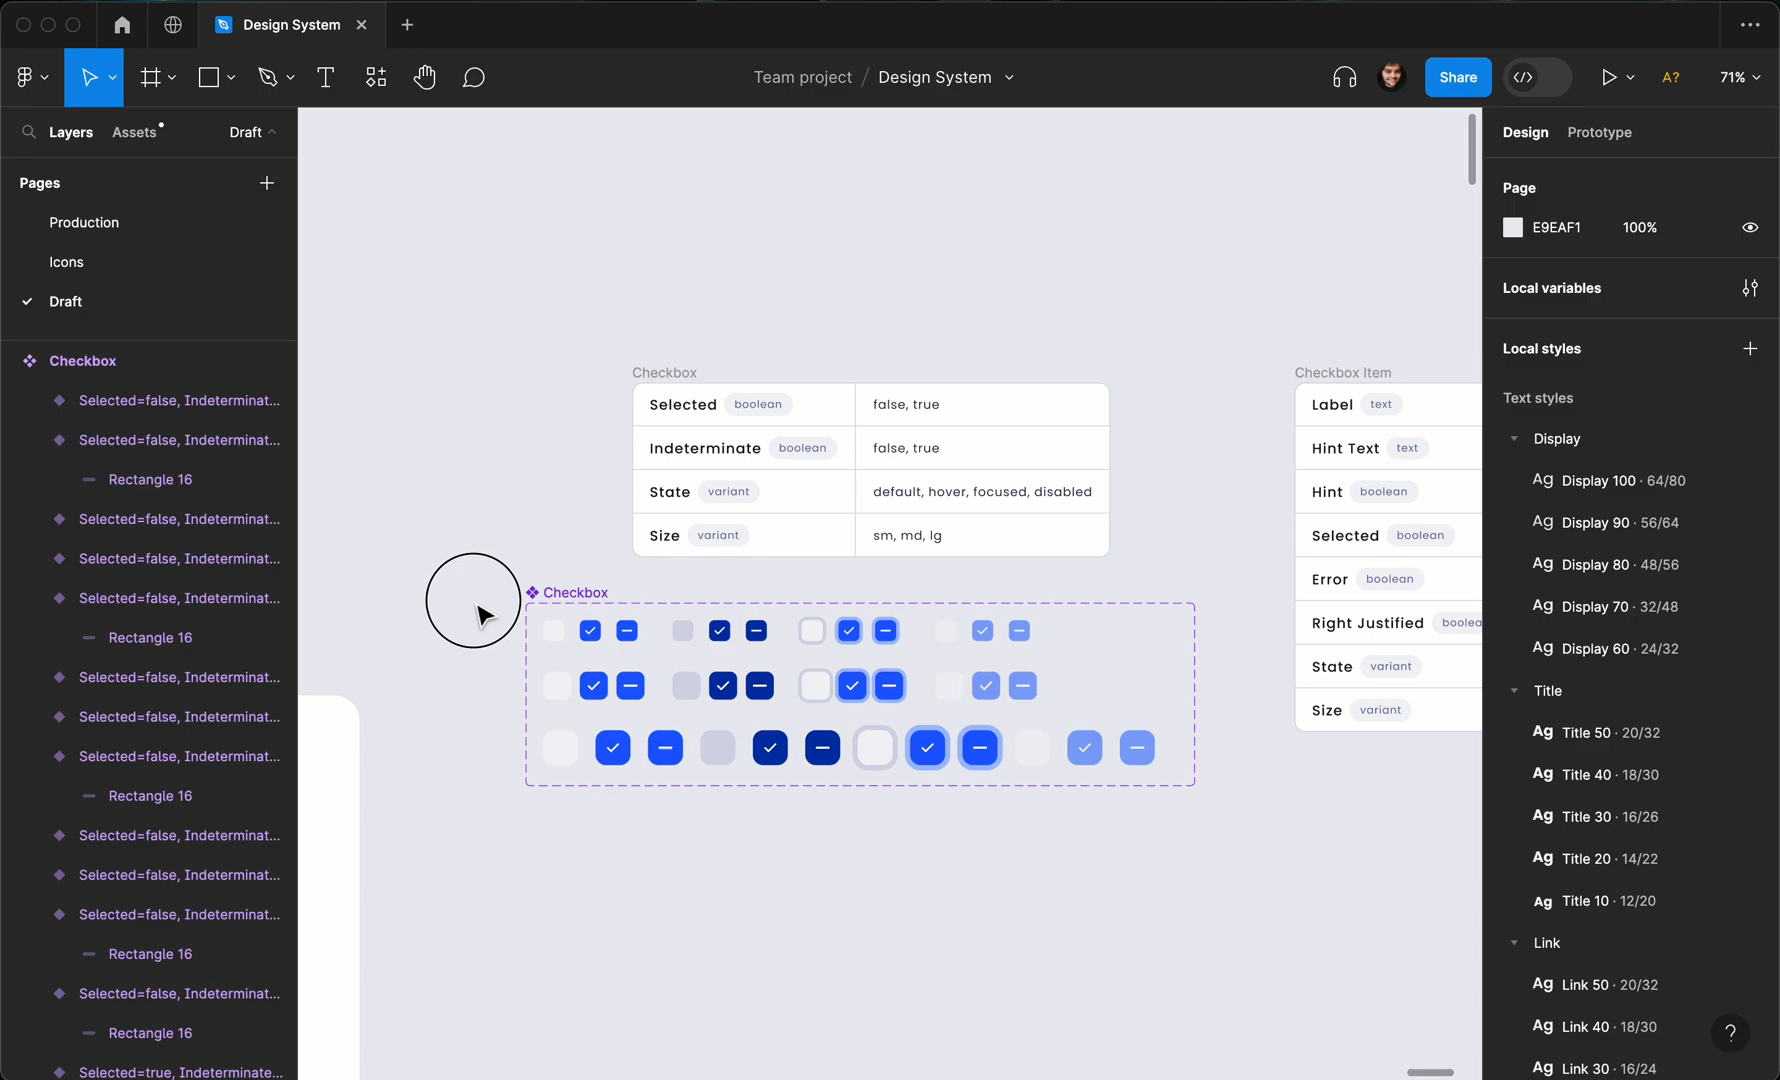 Design System
Team project / Design System
Share
A?
71%
Layers
Assets
Draft
Pages
Production
Icons
Draft
Checkbox
Selected=false, Indeterminat...
Selected=false, Indeterminat...
Rectangle 16
Selected=false, Indeterminat...
Selected=false, Indeterminat...
Selected=false, Indeterminat...
Rectangle 16
Selected=false, Indeterminat...
Selected=false, Indeterminat...
Selected=false, Indeterminat...
Rectangle 16
Selected=false, Indeterminat...
Selected=false, Indeterminat...
Selected=false, Indeterminat...
Rectangle 16
Selected=false, Indeterminat...
Rectangle 16
Selected=true, Indeterminate...
Checkbox
Selected boolean false, true
Indeterminate boolean false, true
State variant default, hover, focused, disabled
Size variant sm, md, lg
Checkbox
Checkbox Item
Label text
Hint Text text
Hint boolean
Selected boolean
Error boolean
Right Justified boolea
State variant
Size variant
Design
Prototype
Page
E9EAF1 100%
Local variables
Local styles
Text styles
Display
Ag Display 100 · 64/80
Ag Display 90 · 56/64
Ag Display 80 · 48/56
Ag Display 70 · 32/48
Ag Display 60 · 24/32
Title
Ag Title 50 · 20/32
Ag Title 40 · 18/30
Ag Title 30 · 16/26
Ag Title 20 · 14/22
Ag Title 10 · 12/20
Link
Ag Link 50 · 20/32
Ag Link 40 · 18/30
Ag Link 30 · 16/24
?